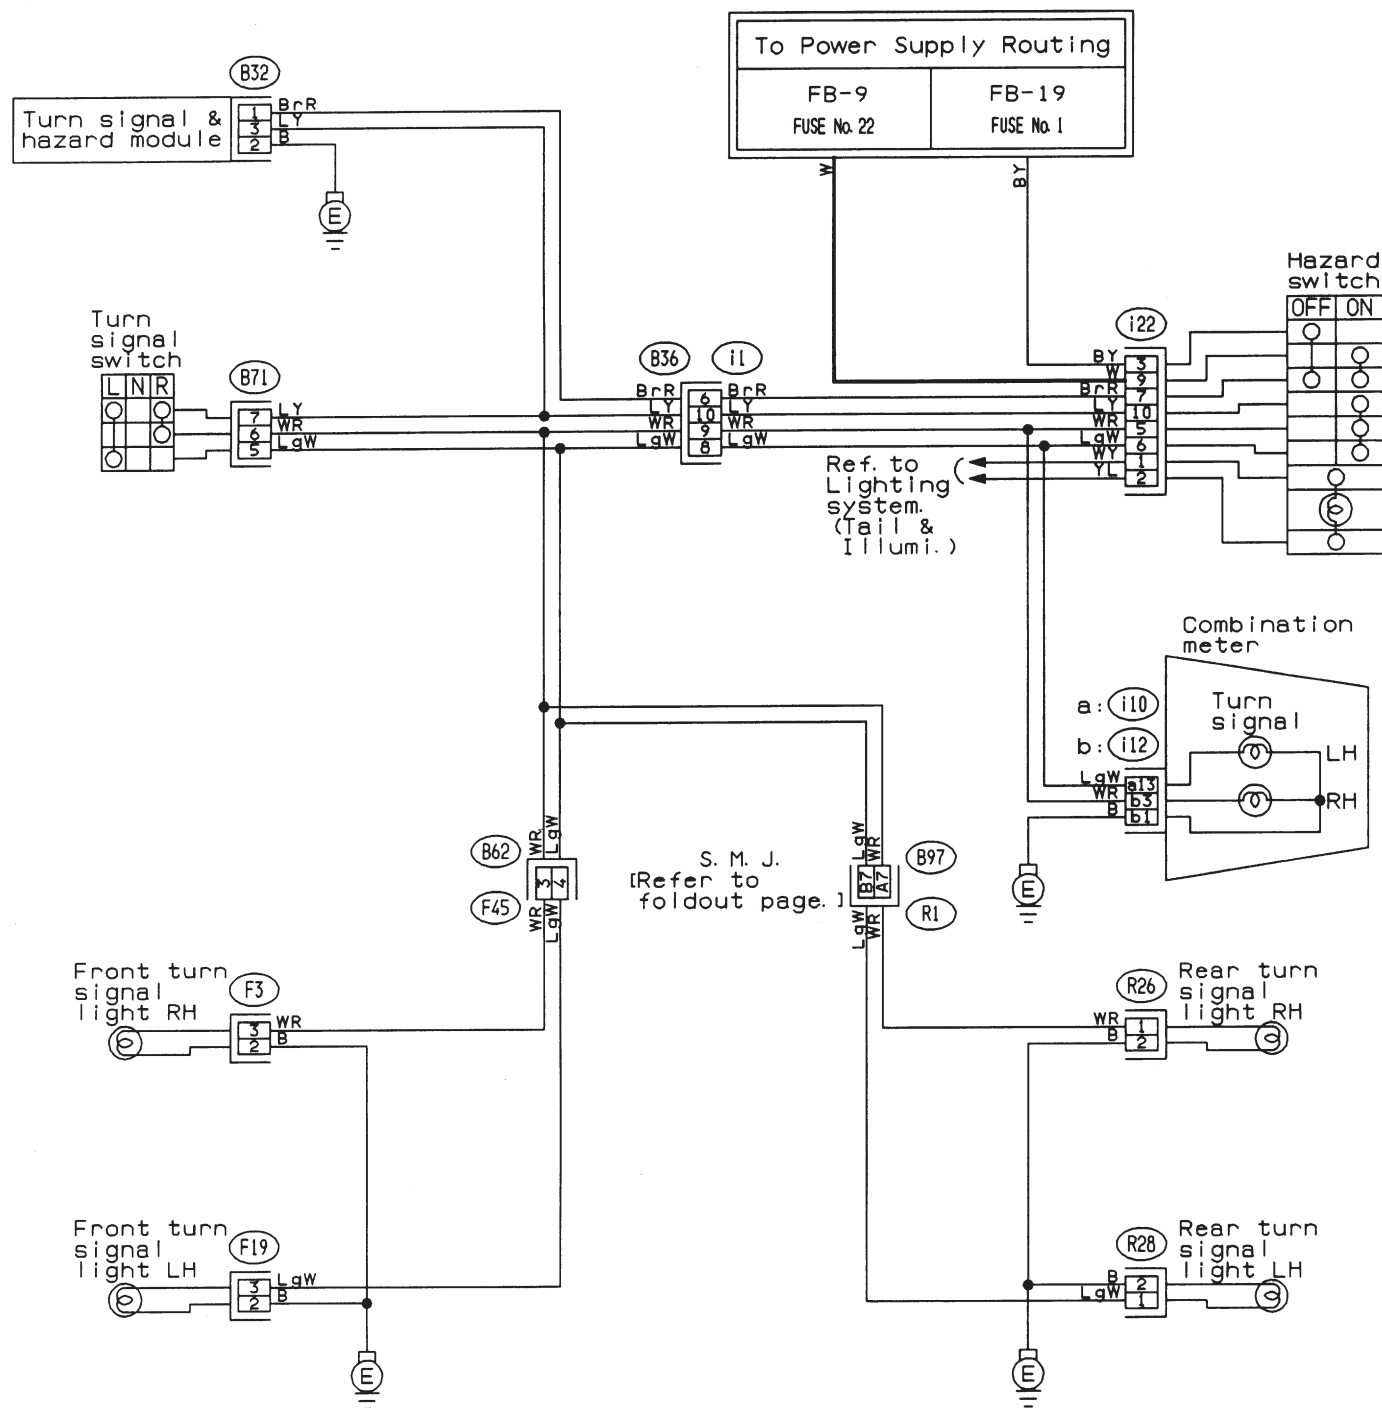 To Power Supply Routing
FB-9
FUSE No. 22
FB-19
FUSE No. 1
W
BY
B32
Turn signal &
hazard module
1
3
2
BrR
LY
B
E
Turn
signal
switch
L N R
B71
7
6
5
LY
WR
LgW
B36
i1
BrR
LY
WR
LgW
6
10
9
8
BrR
LY
WR
LgW
i22
BY
W
BrR
LY
WR
LgW
WY
YL
3
9
7
10
5
6
1
2
Hazard
switch
OFF ON
Ref. to
Lighting
system.
(Tail &
Illumi.)
Combination
meter
a: i10
b: i12
Turn
signal
LH
RH
LgW
WR
B
a13
b3
b1
E
WR
LgW
B62
3
4
F45
WR
LgW
S. M. J.
[Refer to
foldout page. ]
LgW
WR
B97
B7
A7
R1
LgW
WR
Front turn
signal
light RH
F3
3
2
WR
B
R26
WR
B
1
2
Rear turn
signal
light RH
Front turn
signal
light LH
F19
3
2
LgW
B
E
R28
B
LgW
2
1
Rear turn
signal
light LH
E